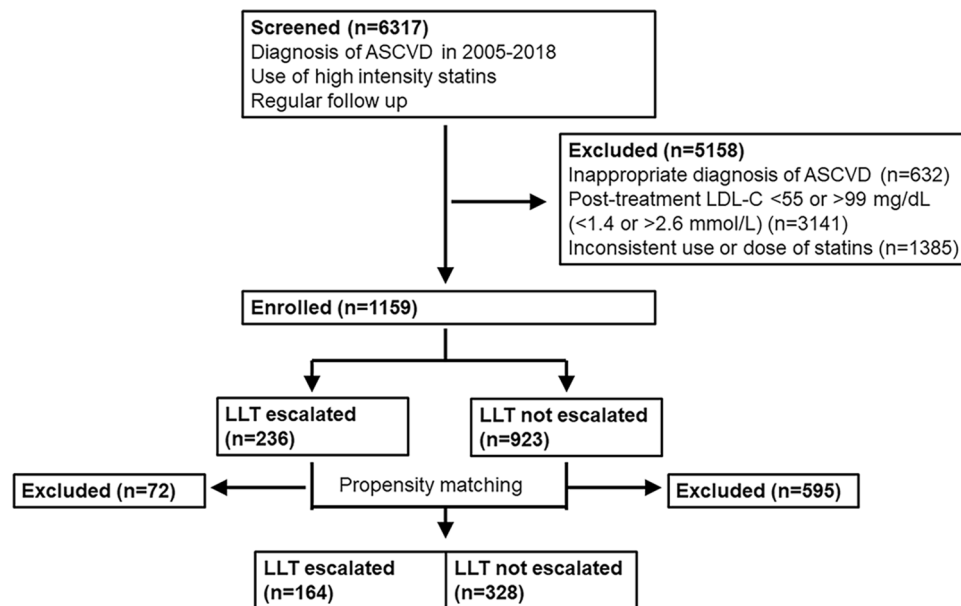 Screened (n=6317)
Diagnosis of ASCVD in 2005-2018
Use of high intensity statins
Regular follow up
Excluded (n=5158)
Inappropriate diagnosis of ASCVD (n=632)
Post-treatment LDL-C <55 or >99 mg/dL
(<1.4 or >2.6 mmol/L) (n=3141)
Inconsistent use or dose of statins (n=1385)
Enrolled (n=1159)
LLT escalated
(n=236)
LLT not escalated
(n=923)
Excluded (n=72)
Propensity matching
Excluded (n=595)
LLT escalated
(n=164)
LLT not escalated
(n=328)